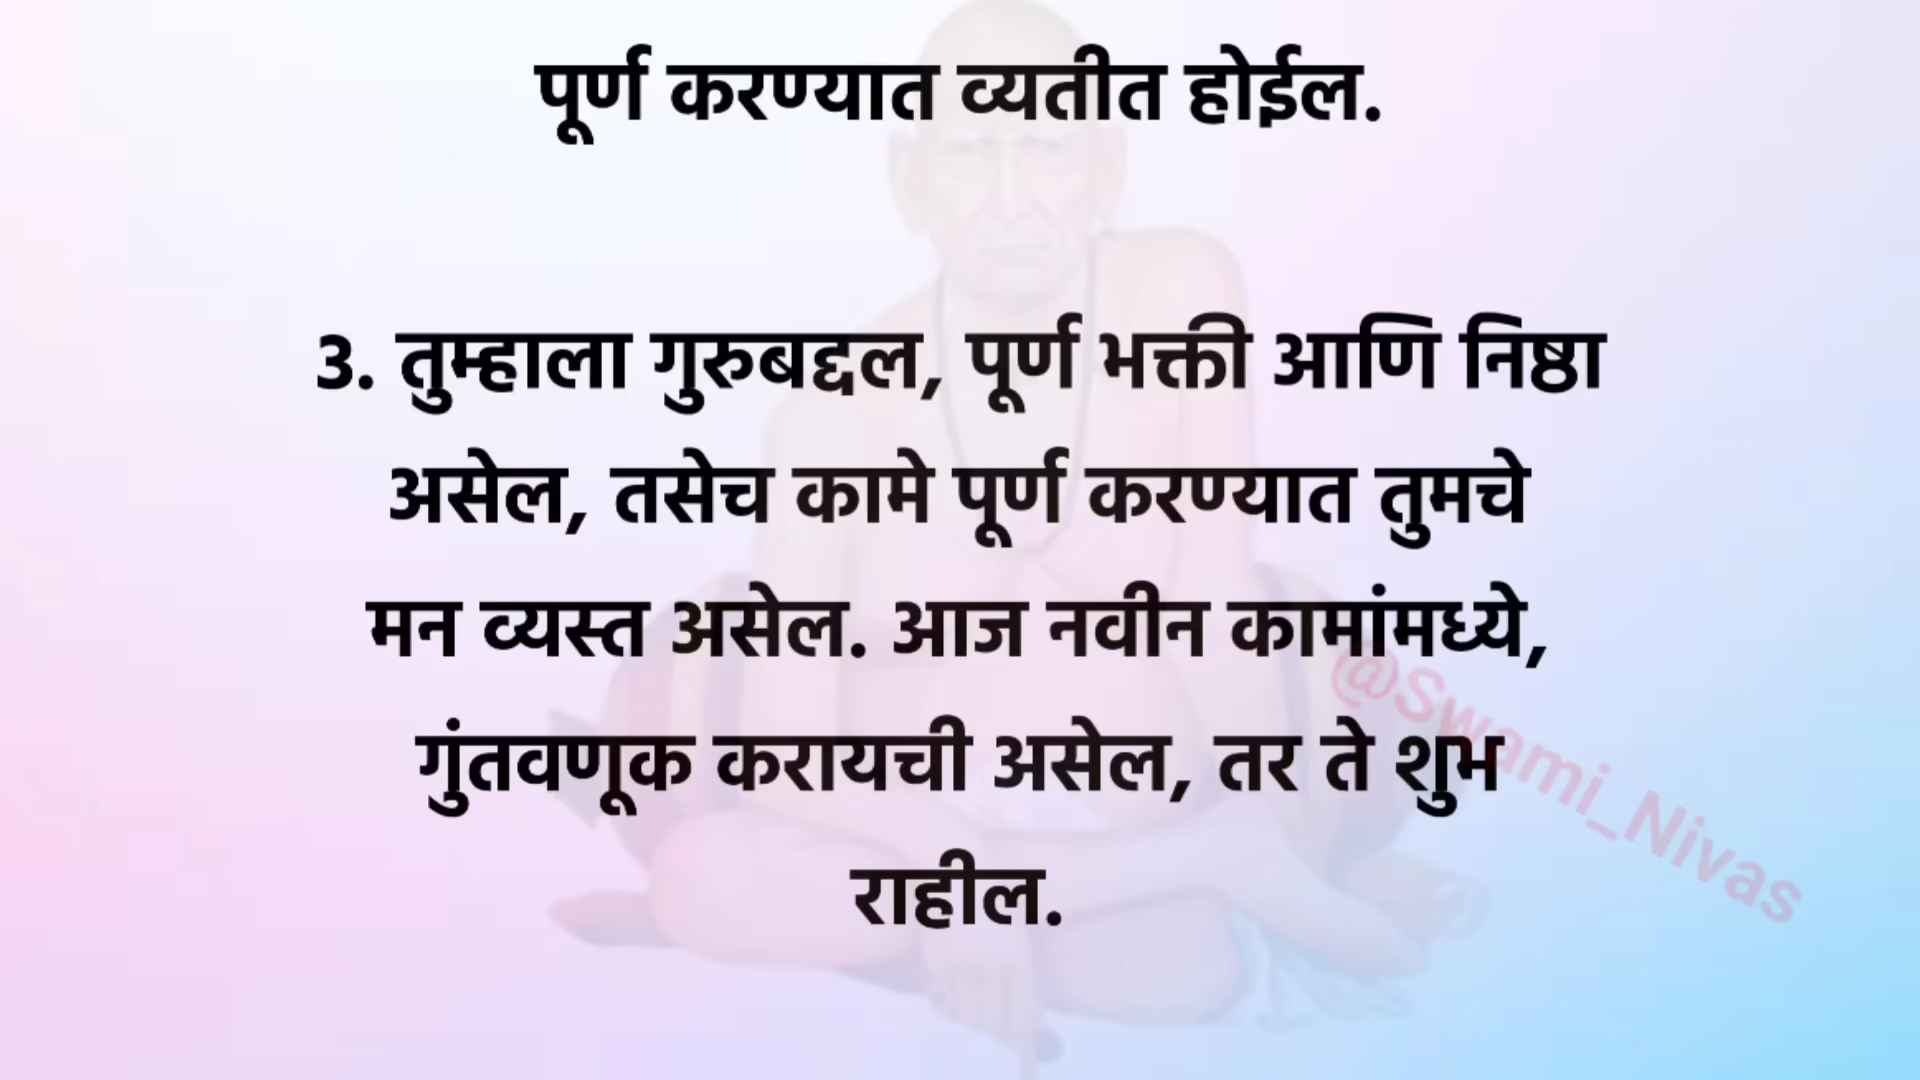 पूर्ण करण्यात व्यतीत होईल.
3. तुम्हाला गुरुबद्दल, पूर्ण भक्ती आणि निष्ठा
असेल, तसेच कामे पूर्ण करण्यात तुमचे
मन व्यस्त असेल. आज नवीन कामांमध्ये,
गुंतवणूक करायची असेल, तर ते शुभ
राहील.
@Swami_Nivas